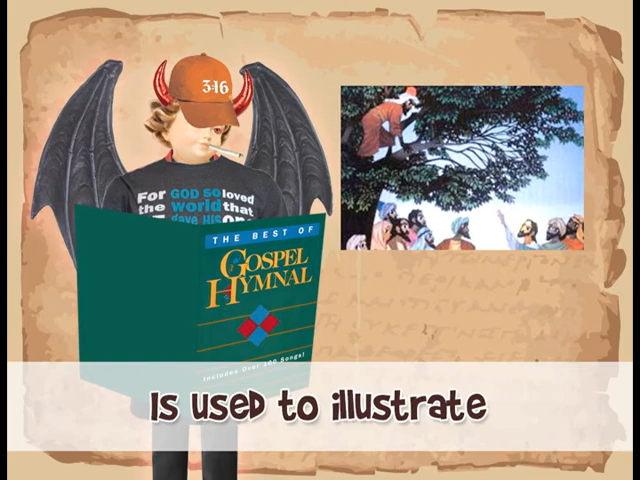 3:16
For GOD SO loved
the world that
gave HIS
THE BEST OF
GOSPEL
HYMNAL
Includes Over 100 Songs!
Is used to illustrate